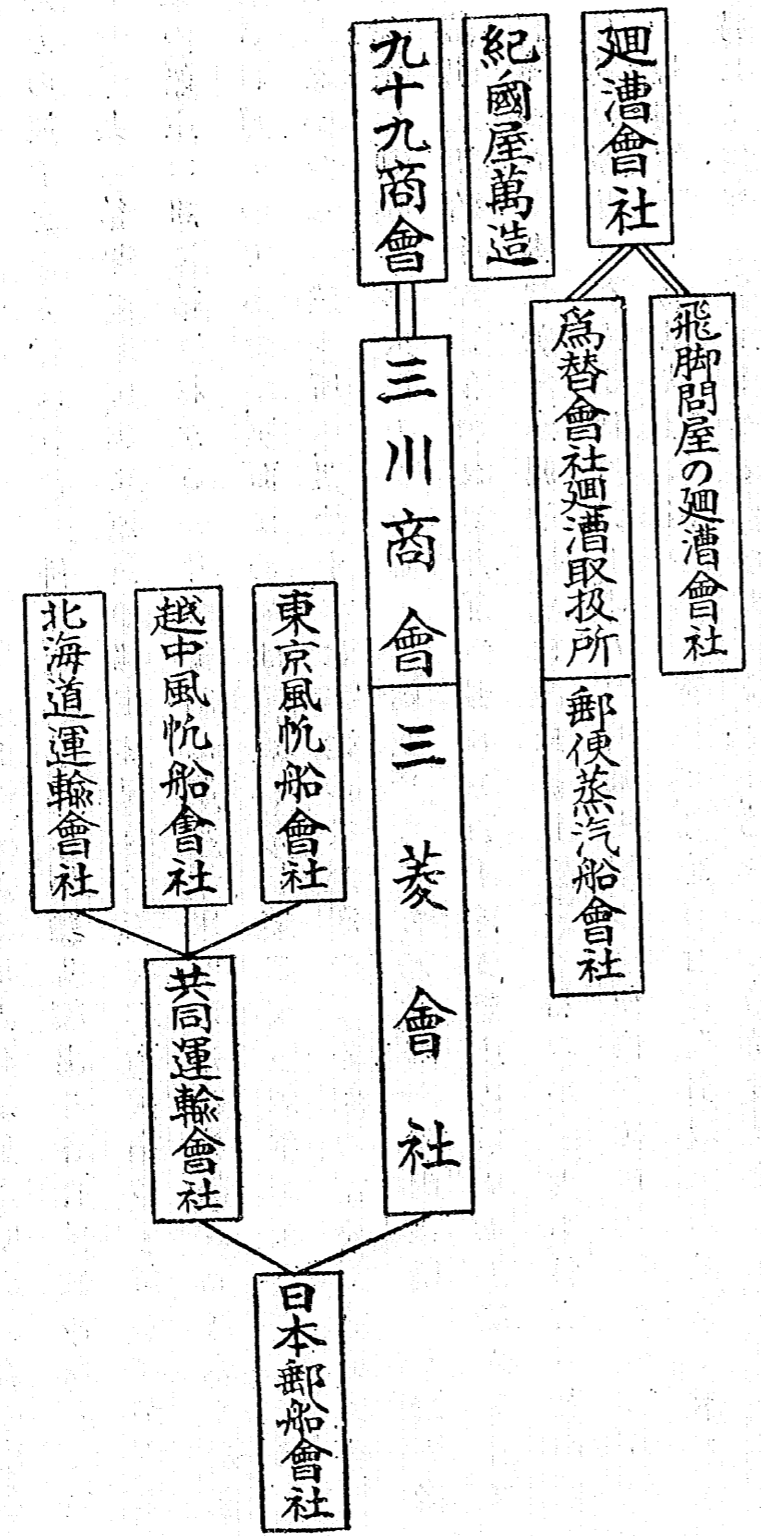 廻漕會社
飛脚問屋の廻漕會社
爲替會社廻漕取扱所
郵便蒸汽船會社
紀國屋萬造
九十九商會
三川商會
三菱會社
東京風帆船會社
越中風帆船會社
北海道運輸會社
共同運輸會社
日本郵船會社